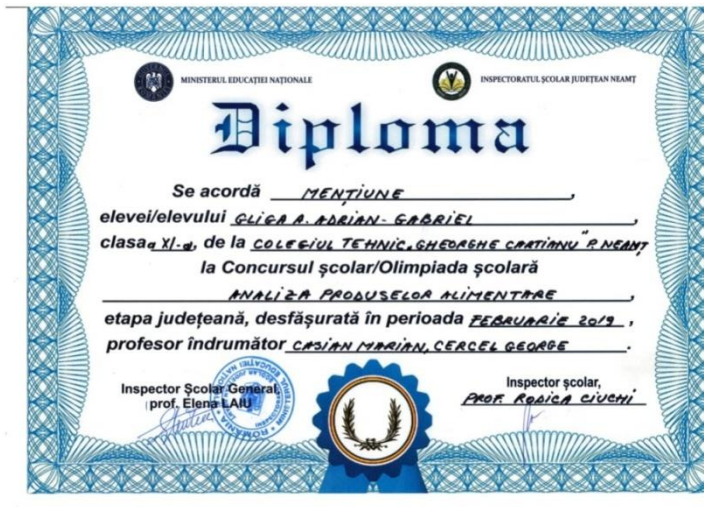 MINISTERUL EDUCAȚIEI NAȚIONALE
INSPECTORATUL ȘCOLAR JUDEȚEAN NEAMȚ
Diploma
Se acordă MENȚIUNE,
elevei/elevului GLIGA A. ADRIAN-GABRIEL,
clasa a XI-a, de la COLEGIUL TEHNIC „GHEORGHE CARTIANU" P. NEAMȚ
la Concursul școlar/Olimpiada școlară
ANALIZA PRODUSELOR ALIMENTARE,
etapa județeană, desfășurată în perioada FEBRUARIE 2019,
profesor îndrumător CASIAN MARIAN, CERCEL GEORGE.
Inspector Școlar General,
prof. Elena LAIU
Inspector școlar,
PROF. RODICA CIUCHI